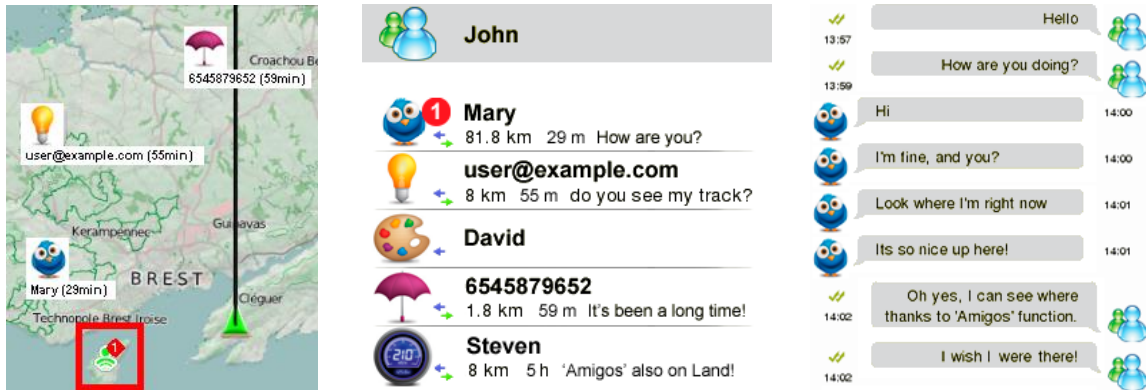 Croachou Be
6545879652 (59min)
user@example.com (55min)
Kerampennec
Guipavas
Mary (29min)
BREST
Cléguer
Technopole Brest Iroise
1
John
1
Mary
81.8 km 29 m How are you?
user@example.com
8 km 55 m do you see my track?
David
6545879652
1.8 km 59 m It's been a long time!
210
Steven
8 km 5 h 'Amigos' also on Land!
Hello
13:57
How are you doing?
13:59
Hi
14:00
I'm fine, and you?
14:00
Look where I'm right now
14:01
Its so nice up here!
14:01
Oh yes, I can see where
14:02
thanks to 'Amigos' function.
I wish I were there!
14:02